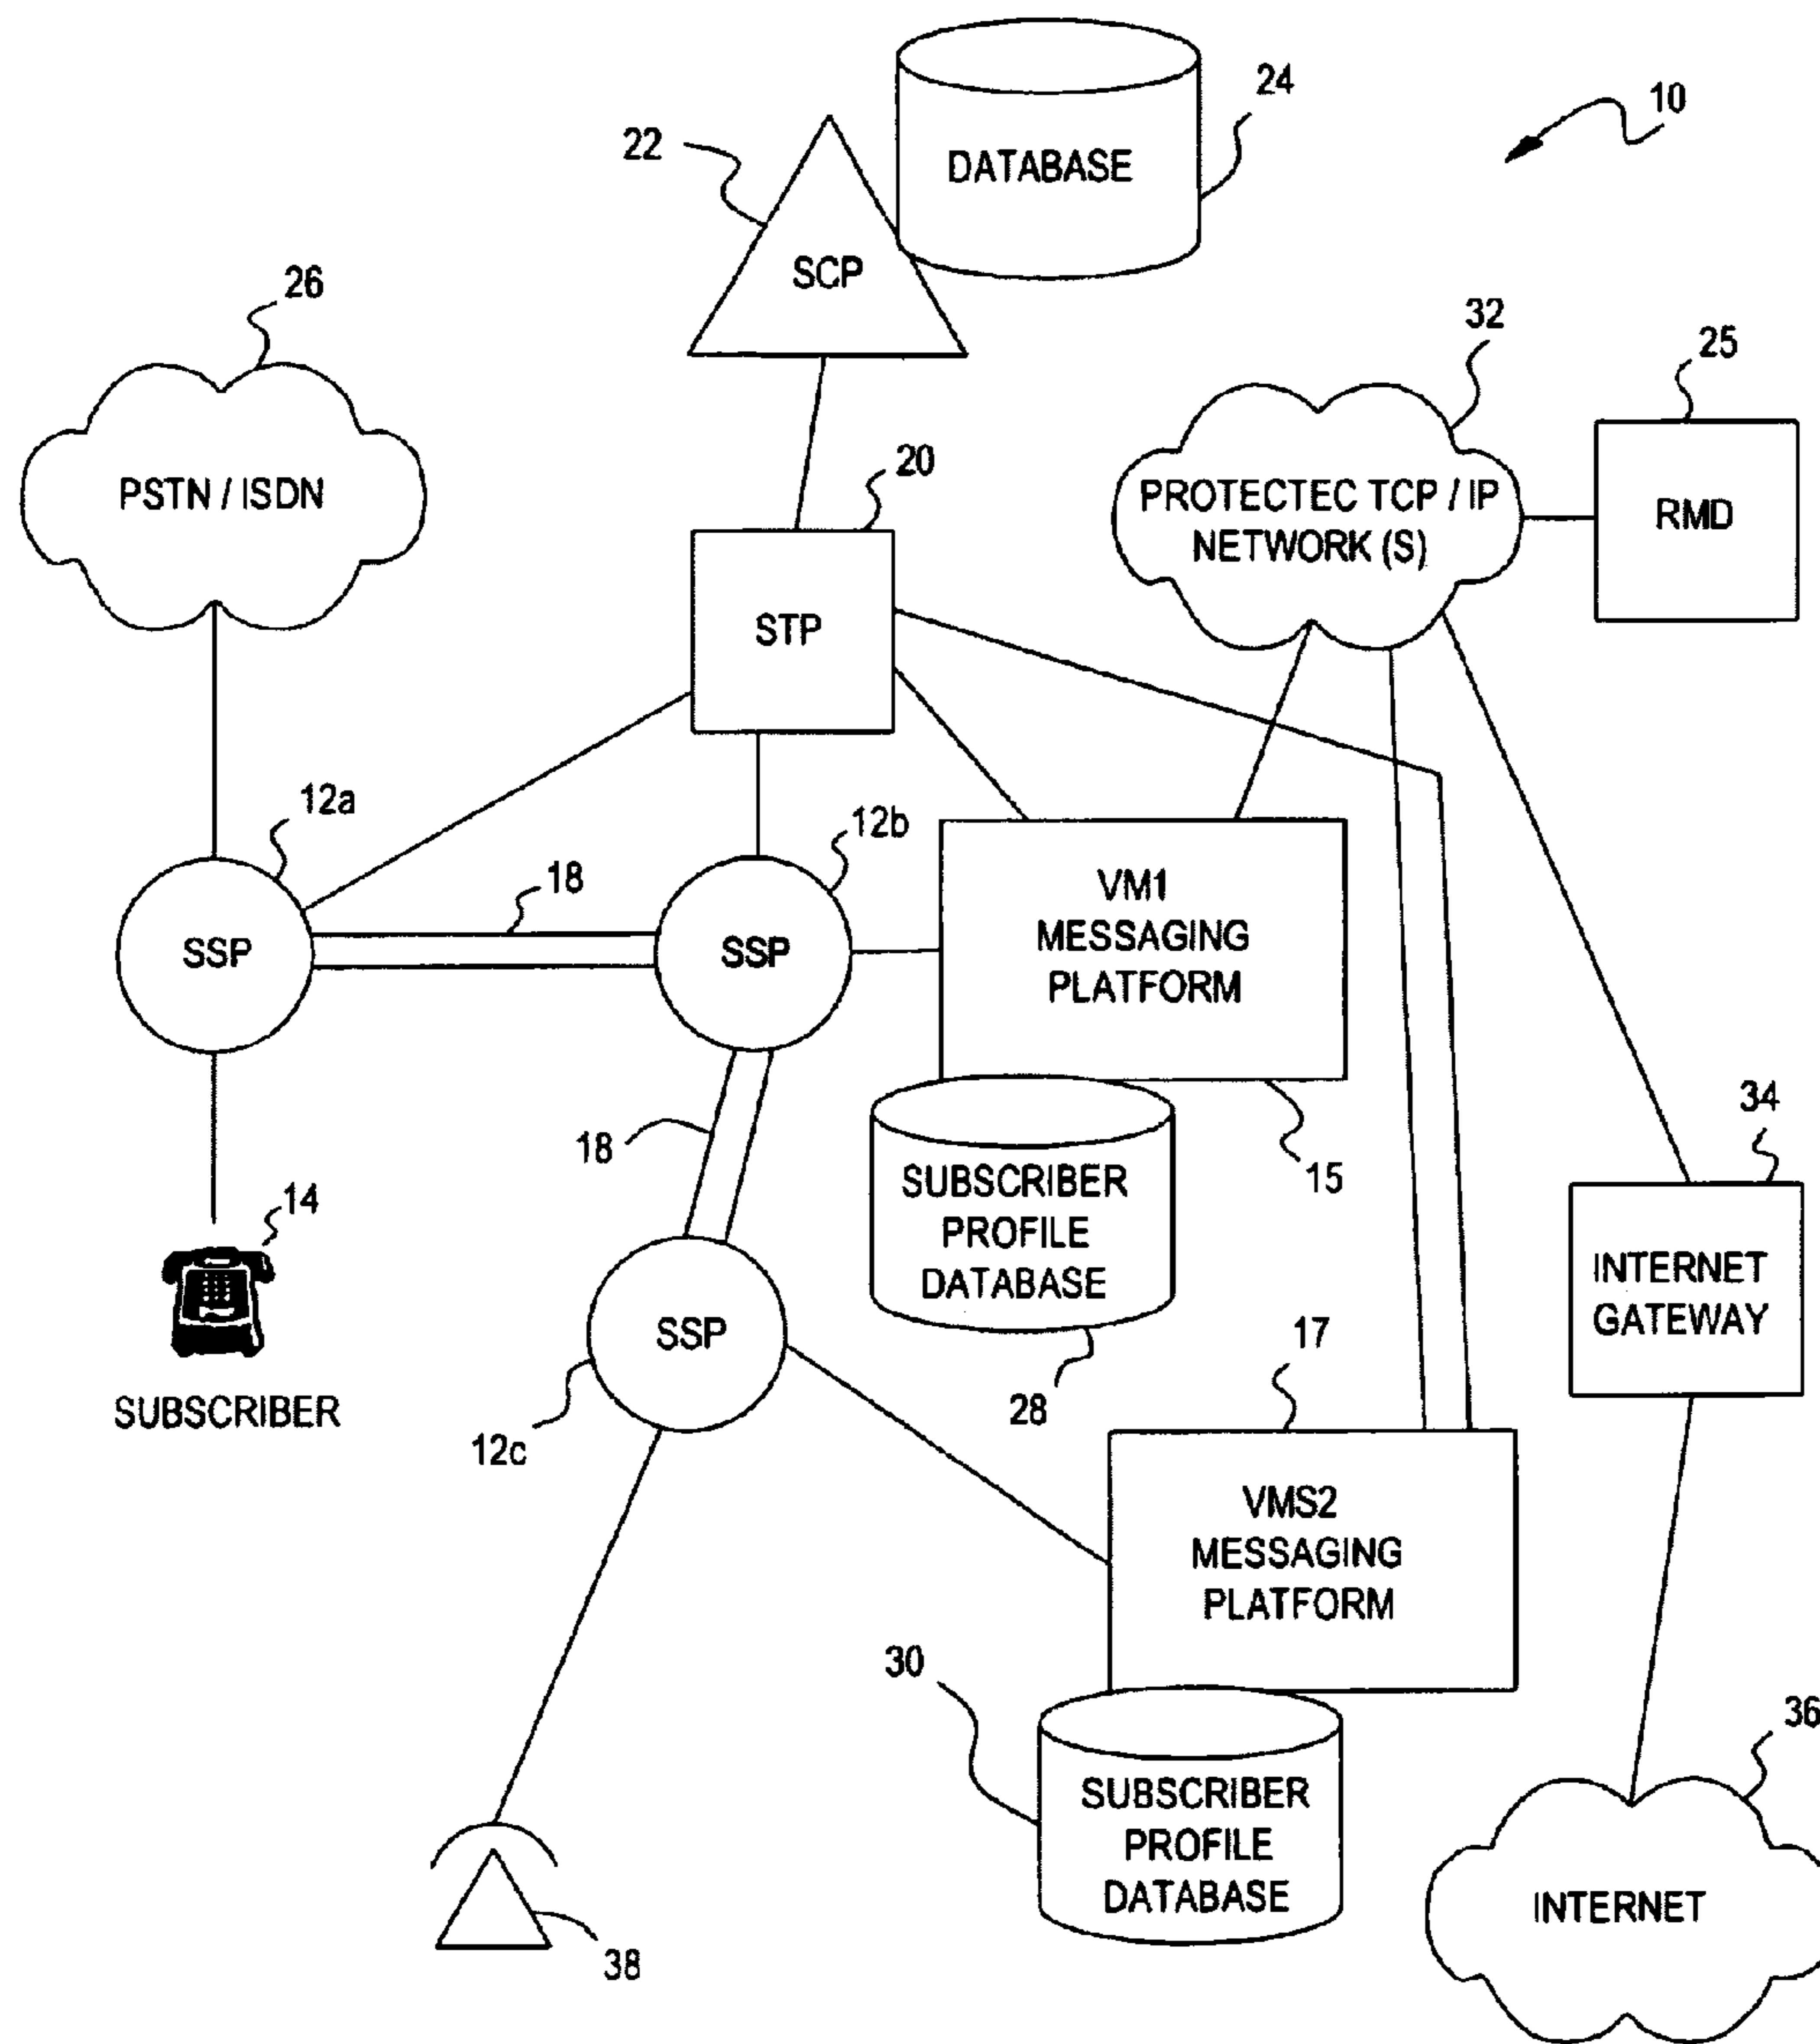 24
DATABASE
10
22
SCP
26
32
25
PSTN / ISDN
20
PROTECTEC TCP / IP
NETWORK (S)
RMD
STP
12a
12b
18
SSP
SSP
VM1
MESSAGING
PLATFORM
18
15
34
14
SUBSCRIBER
PROFILE
DATABASE
INTERNET
GATEWAY
SSP
17
SUBSCRIBER
12c
28
VMS2
MESSAGING
PLATFORM
30
36
SUBSCRIBER
PROFILE
DATABASE
INTERNET
38